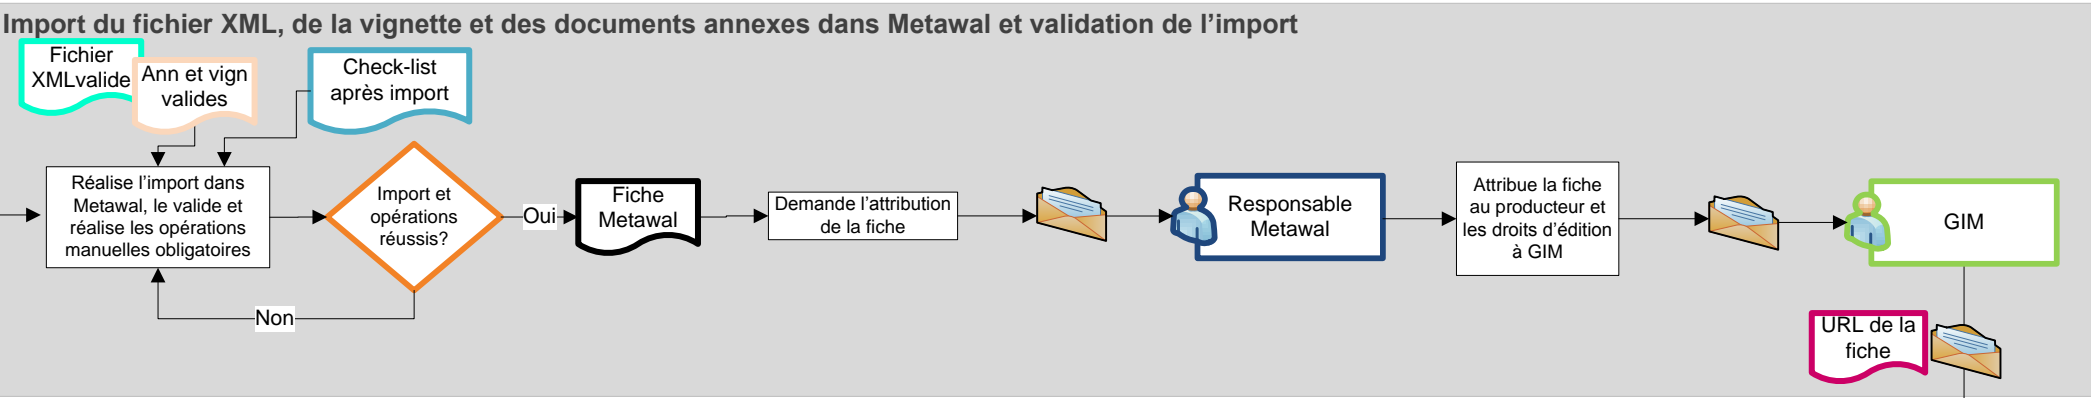 Import du fichier XML, de la vignette et des documents annexes dans Metawal et validation de l’import
Fichier
XMLvalide
Ann et vign
valides
Check-list
après import
Réalise l’import dans
Metawal, le valide et
réalise les opérations
manuelles obligatoires
Import et
opérations
réussis?
Oui
Non
Fiche
Metawal
Demande l’attribution
de la fiche
Responsable
Metawal
Attribue la fiche
au producteur et
les droits d’édition
à GIM
GIM
URL de la
fiche